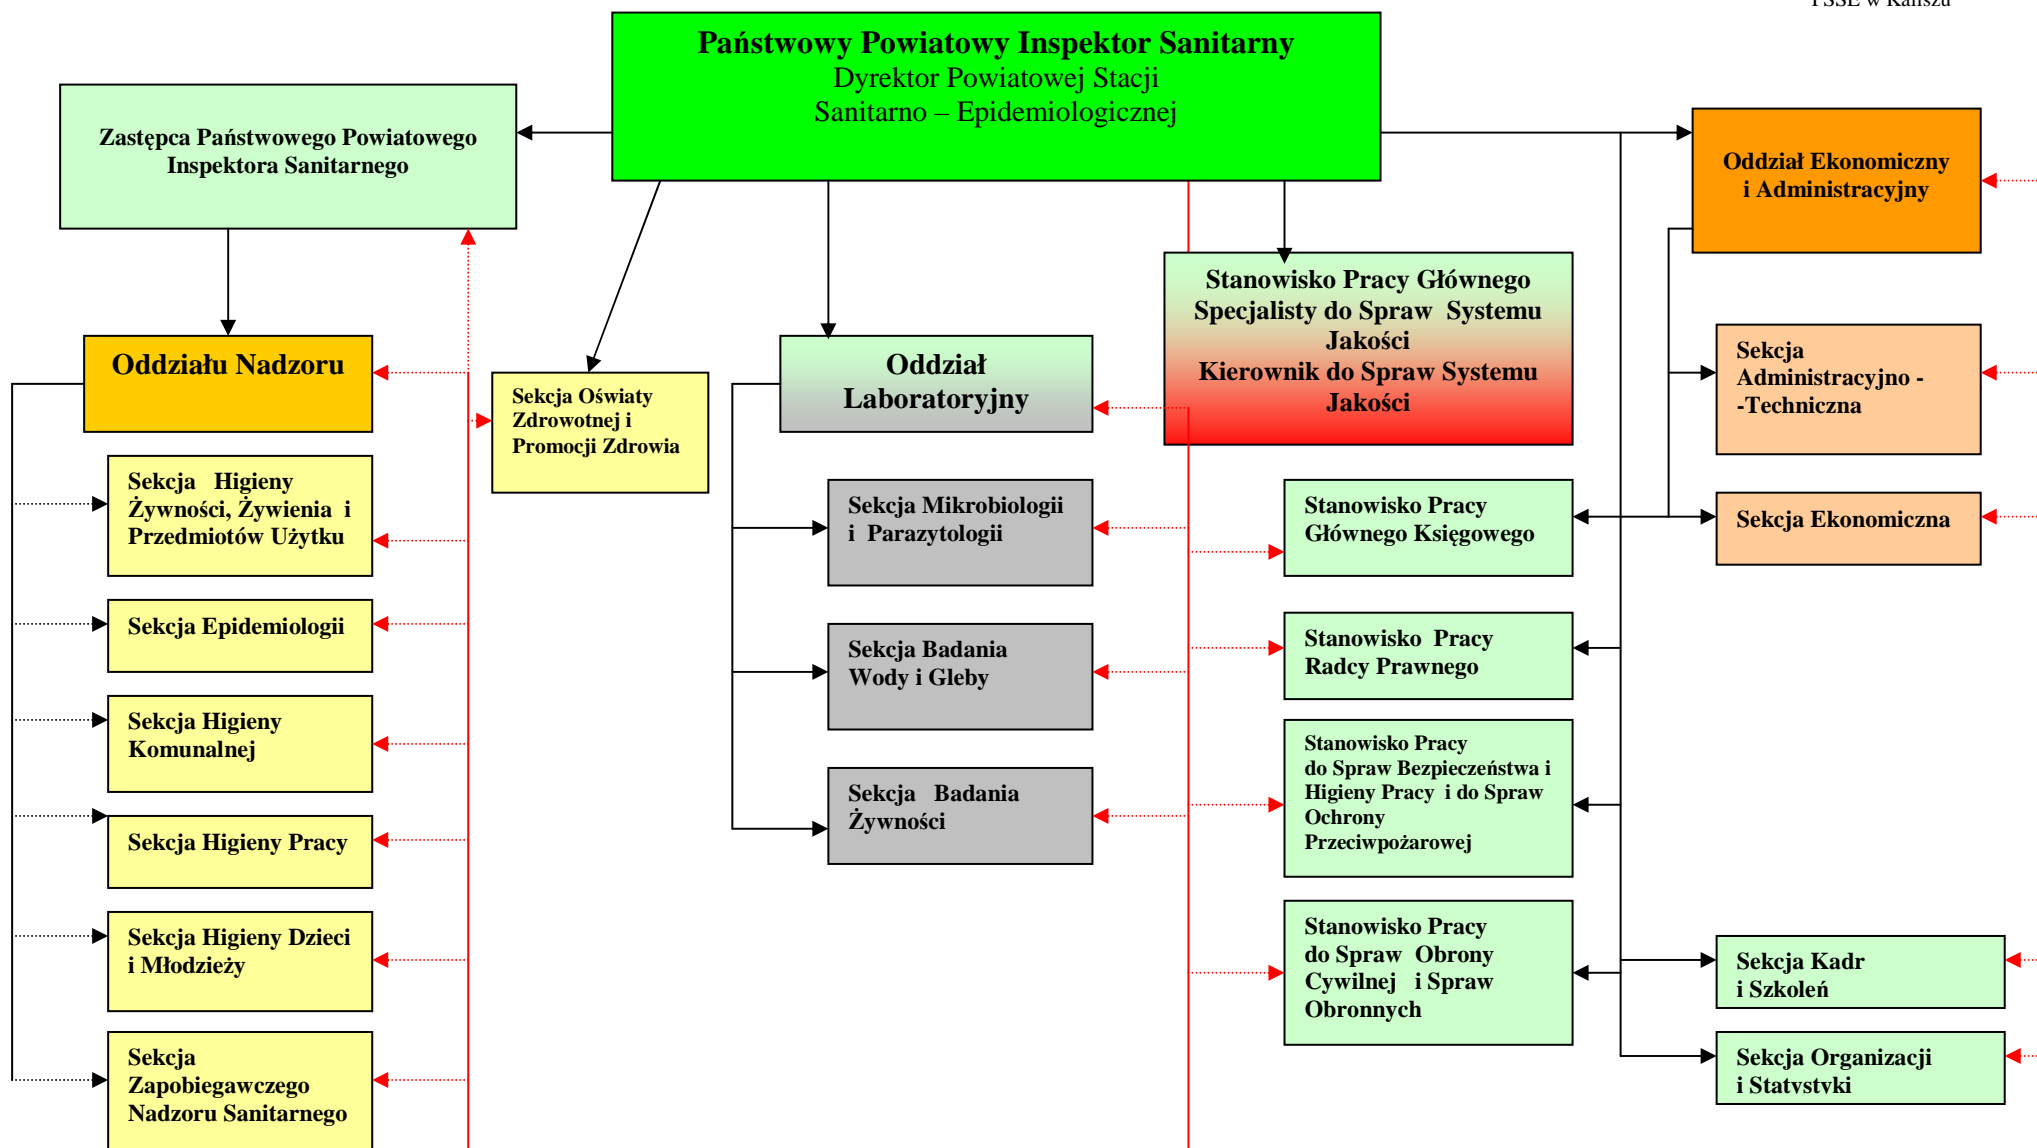 PSSE w Kaliszu
Państwowy Powiatowy Inspektor Sanitarny
Dyrektor Powiatowej Stacji
Sanitarno – Epidemiologicznej
Zastępca Państwowego Powiatowego
Inspektora Sanitarnego
Oddział Ekonomiczny
i Administracyjny
Stanowisko Pracy Głównego
Specjalisty do Spraw Systemu
Jakości
Kierownik do Spraw Systemu
Jakości
Oddziału Nadzoru
Sekcja Oświaty
Zdrowotnej i
Promocji Zdrowia
Oddział
Laboratoryjny
Sekcja
Administracyjno -
-Techniczna
Sekcja Higieny
Żywności, Żywienia i
Przedmiotów Użytku
Sekcja Mikrobiologii
i Parazytologii
Stanowisko Pracy
Głównego Księgowego
Sekcja Ekonomiczna
Sekcja Epidemiologii
Sekcja Badania
Wody i Gleby
Stanowisko Pracy
Radcy Prawnego
Sekcja Higieny
Komunalnej
Sekcja Badania
Żywności
Stanowisko Pracy
do Spraw Bezpieczeństwa i
Higieny Pracy i do Spraw
Ochrony
Przeciwpożarowej
Sekcja Higieny Pracy
Sekcja Higieny Dzieci
i Młodzieży
Stanowisko Pracy
do Spraw Obrony
Cywilnej i Spraw
Obronnych
Sekcja Kadr
i Szkoleń
Sekcja
Zapobiegawczego
Nadzoru Sanitarnego
Sekcja Organizacji
i Statystyki